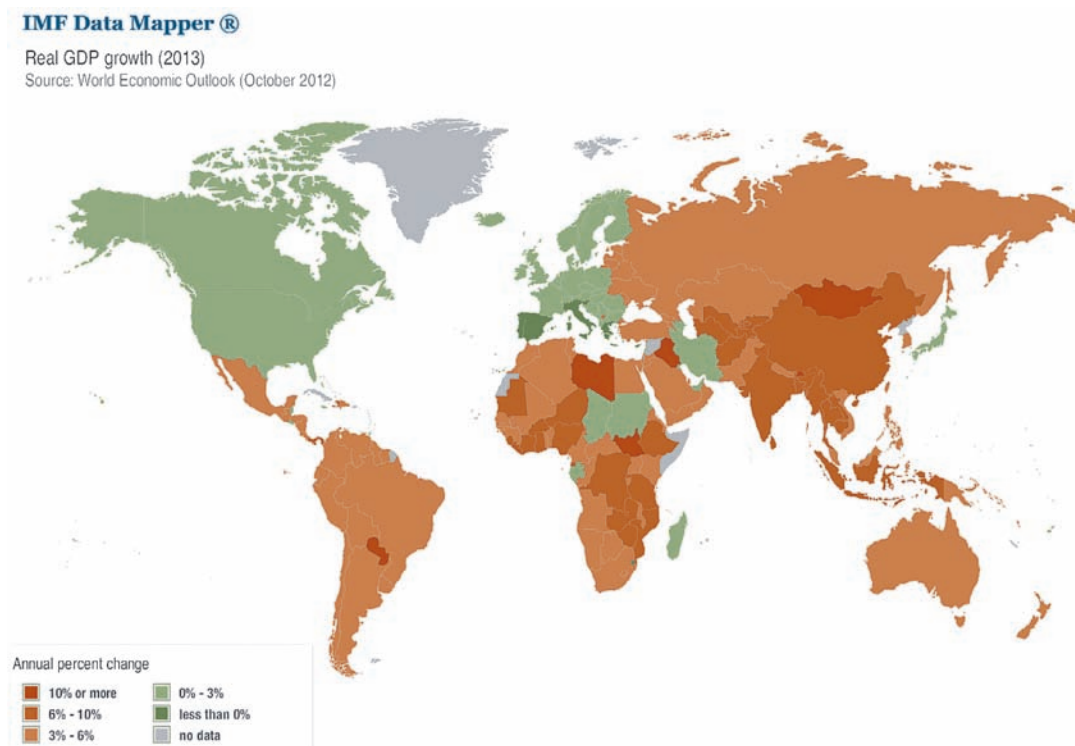 IMF Data Mapper ®
Real GDP growth (2013)
Source: World Economic Outlook (October 2012)
Annual percent change
10% or more
6% - 10%
3% - 6%
0% - 3%
less than 0%
no data